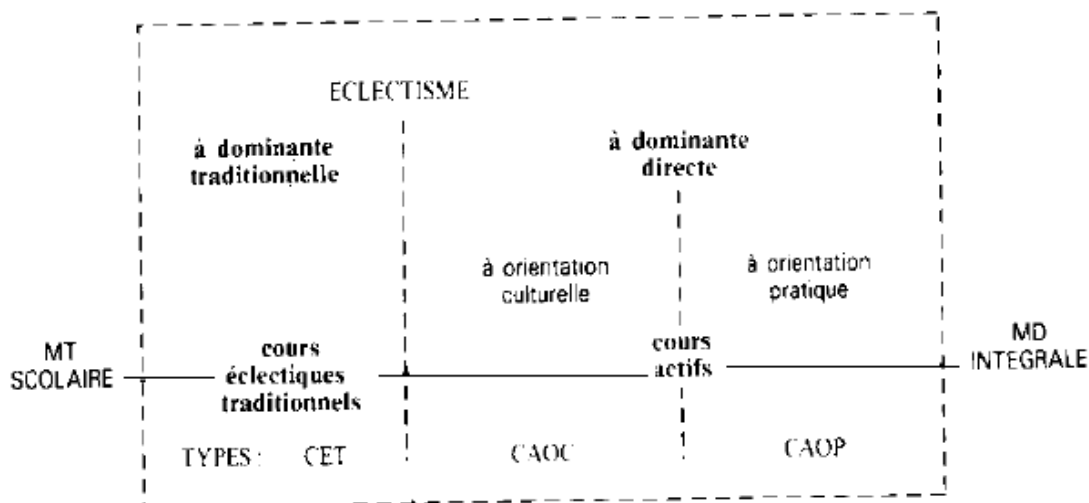 ECLECTISME
à dominante
traditionnelle
à dominante
directe
à orientation
culturelle
à orientation
pratique
MT
SCOLAIRE
cours
éclectiques
traditionnels
cours
actifs
MD
INTEGRALE
TYPES : CET
CAOC
CAOP